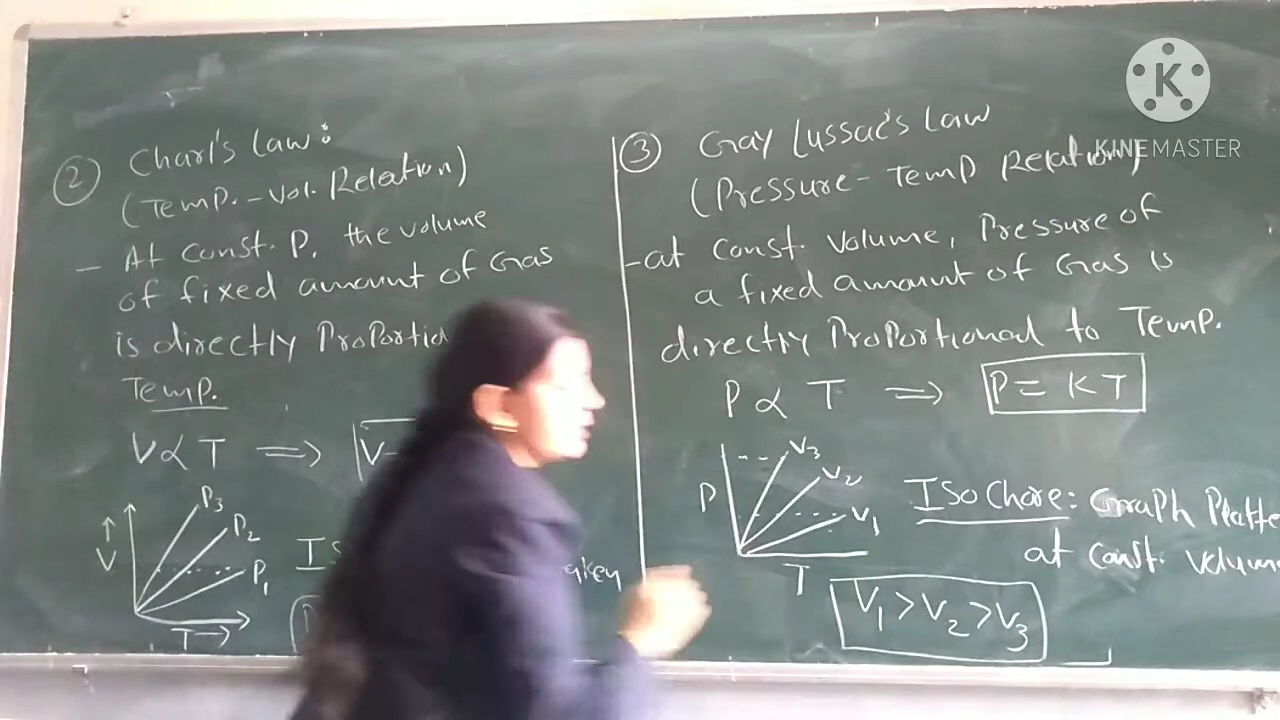 ② Charl's Law:
(Temp. - Vol. Relation)
- At Const. P, the volume
of fixed amount of Gas
is directly
Temp.
V ∝ T ⇒ V
P3
P2
P1
↑
V
T →
③ Gay Lussac's Law
(Pressure - Temp Relation)
- at const. volume, Pressure of
a fixed amount of Gas is
directly Proportional to Temp.
P ∝ T ⇒ P = KT
V3
V2
V1
P
T
IsoChore: Graph
at const. volume
V1 > V2 > V3
K
KINEMASTER